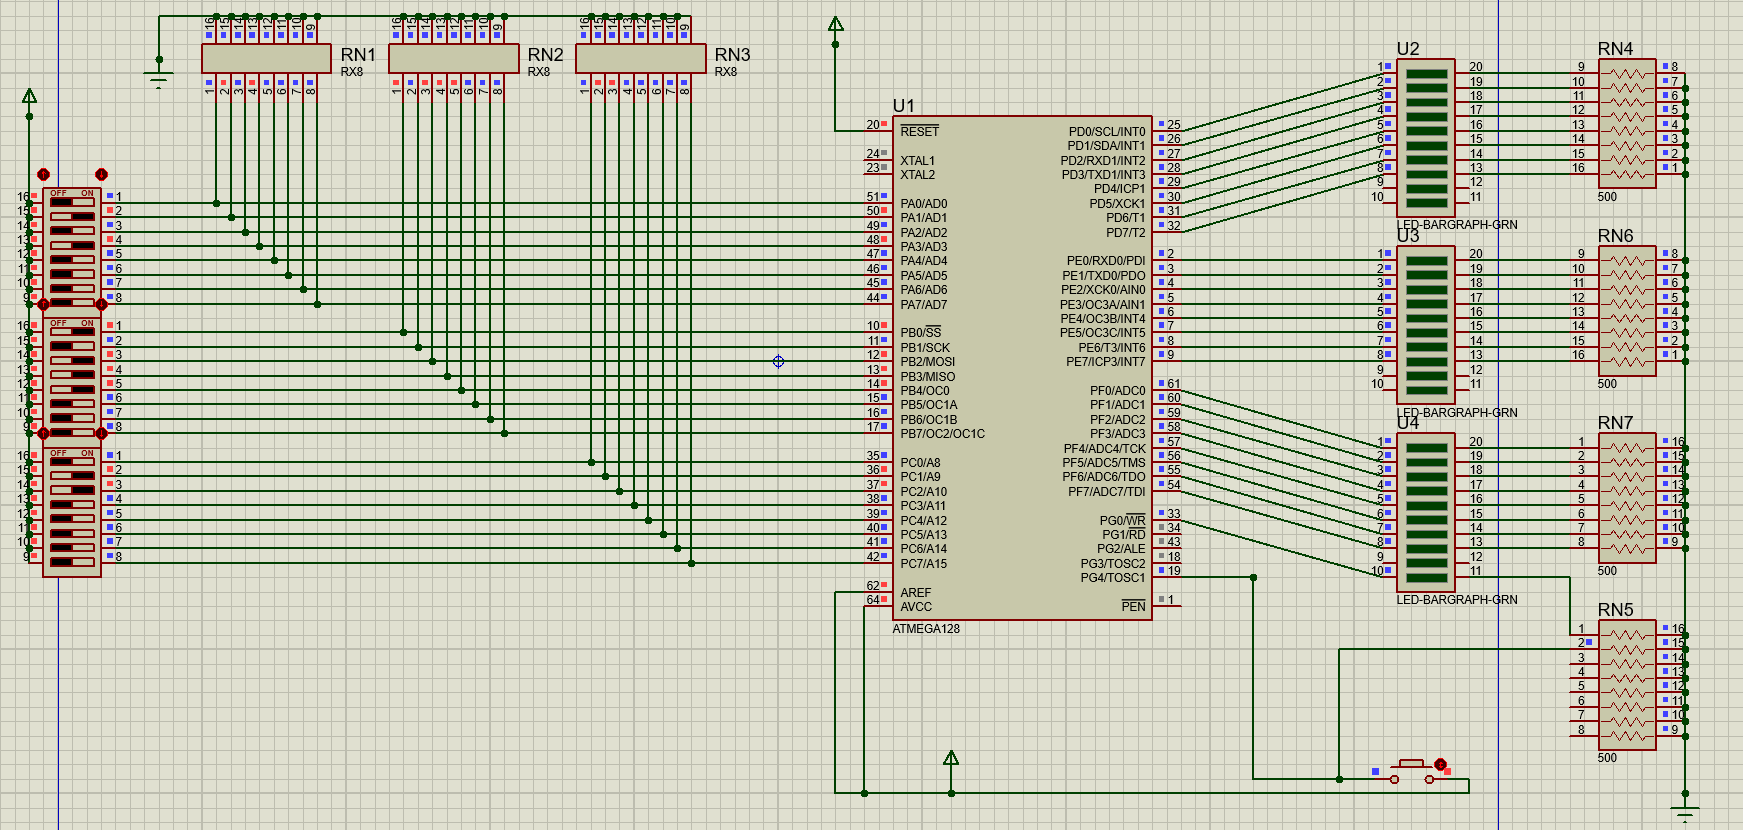 16 15 14 13 12 11 10 9
RN1
RX8
1 2 3 4 5 6 7 8
16 15 14 13 12 11 10 9
RN2
RX8
1 2 3 4 5 6 7 8
16 15 14 13 12 11 10 9
RN3
RX8
1 2 3 4 5 6 7 8
OFF ON
16 1
15 2
14 3
13 4
12 5
11 6
10 7
9 8
OFF ON
16 1
15 2
14 3
13 4
12 5
11 6
10 7
9 8
OFF ON
16 1
15 2
14 3
13 4
12 5
11 6
10 7
9 8
U1
20 RESET
24 XTAL1
23 XTAL2
51 PA0/AD0
50 PA1/AD1
49 PA2/AD2
48 PA3/AD3
47 PA4/AD4
46 PA5/AD5
45 PA6/AD6
44 PA7/AD7
10 PB0/SS
11 PB1/SCK
12 PB2/MOSI
13 PB3/MISO
14 PB4/OC0
15 PB5/OC1A
16 PB6/OC1B
17 PB7/OC2/OC1C
35 PC0/A8
36 PC1/A9
37 PC2/A10
38 PC3/A11
39 PC4/A12
40 PC5/A13
41 PC6/A14
42 PC7/A15
62 AREF
64 AVCC
PD0/SCL/INT0 25
PD1/SDA/INT1 26
PD2/RXD1/INT2 27
PD3/TXD1/INT3 28
PD4/ICP1 29
PD5/XCK1 30
PD6/T1 31
PD7/T2 32
PE0/RXD0/PDI 2
PE1/TXD0/PDO 3
PE2/XCK0/AIN0 4
PE3/OC3A/AIN1 5
PE4/OC3B/INT4 6
PE5/OC3C/INT5 7
PE6/T3/INT6 8
PE7/ICP3/INT7 9
PF0/ADC0 61
PF1/ADC1 60
PF2/ADC2 59
PF3/ADC3 58
PF4/ADC4/TCK 57
PF5/ADC5/TMS 56
PF6/ADC6/TDO 55
PF7/ADC7/TDI 54
PG0/WR 33
PG1/RD 34
PG2/ALE 43
PG3/TOSC2 18
PG4/TOSC1 19
PEN 1
ATMEGA128
U2
1 20
2 19
3 18
4 17
5 16
6 15
7 14
8 13
9 12
10 11
LED-BARGRAPH-GRN
U3
1 20
2 19
3 18
4 17
5 16
6 15
7 14
8 13
9 12
10 11
LED-BARGRAPH-GRN
U4
1 20
2 19
3 18
4 17
5 16
6 15
7 14
8 13
9 12
10 11
LED-BARGRAPH-GRN
RN4
9 8
10 7
11 6
12 5
13 4
14 3
15 2
16 1
500
RN6
9 8
10 7
11 6
12 5
13 4
14 3
15 2
16 1
500
RN7
1 16
2 15
3 14
4 13
5 12
6 11
7 10
8 9
500
RN5
1 16
2 15
3 14
4 13
5 12
6 11
7 10
8 9
500